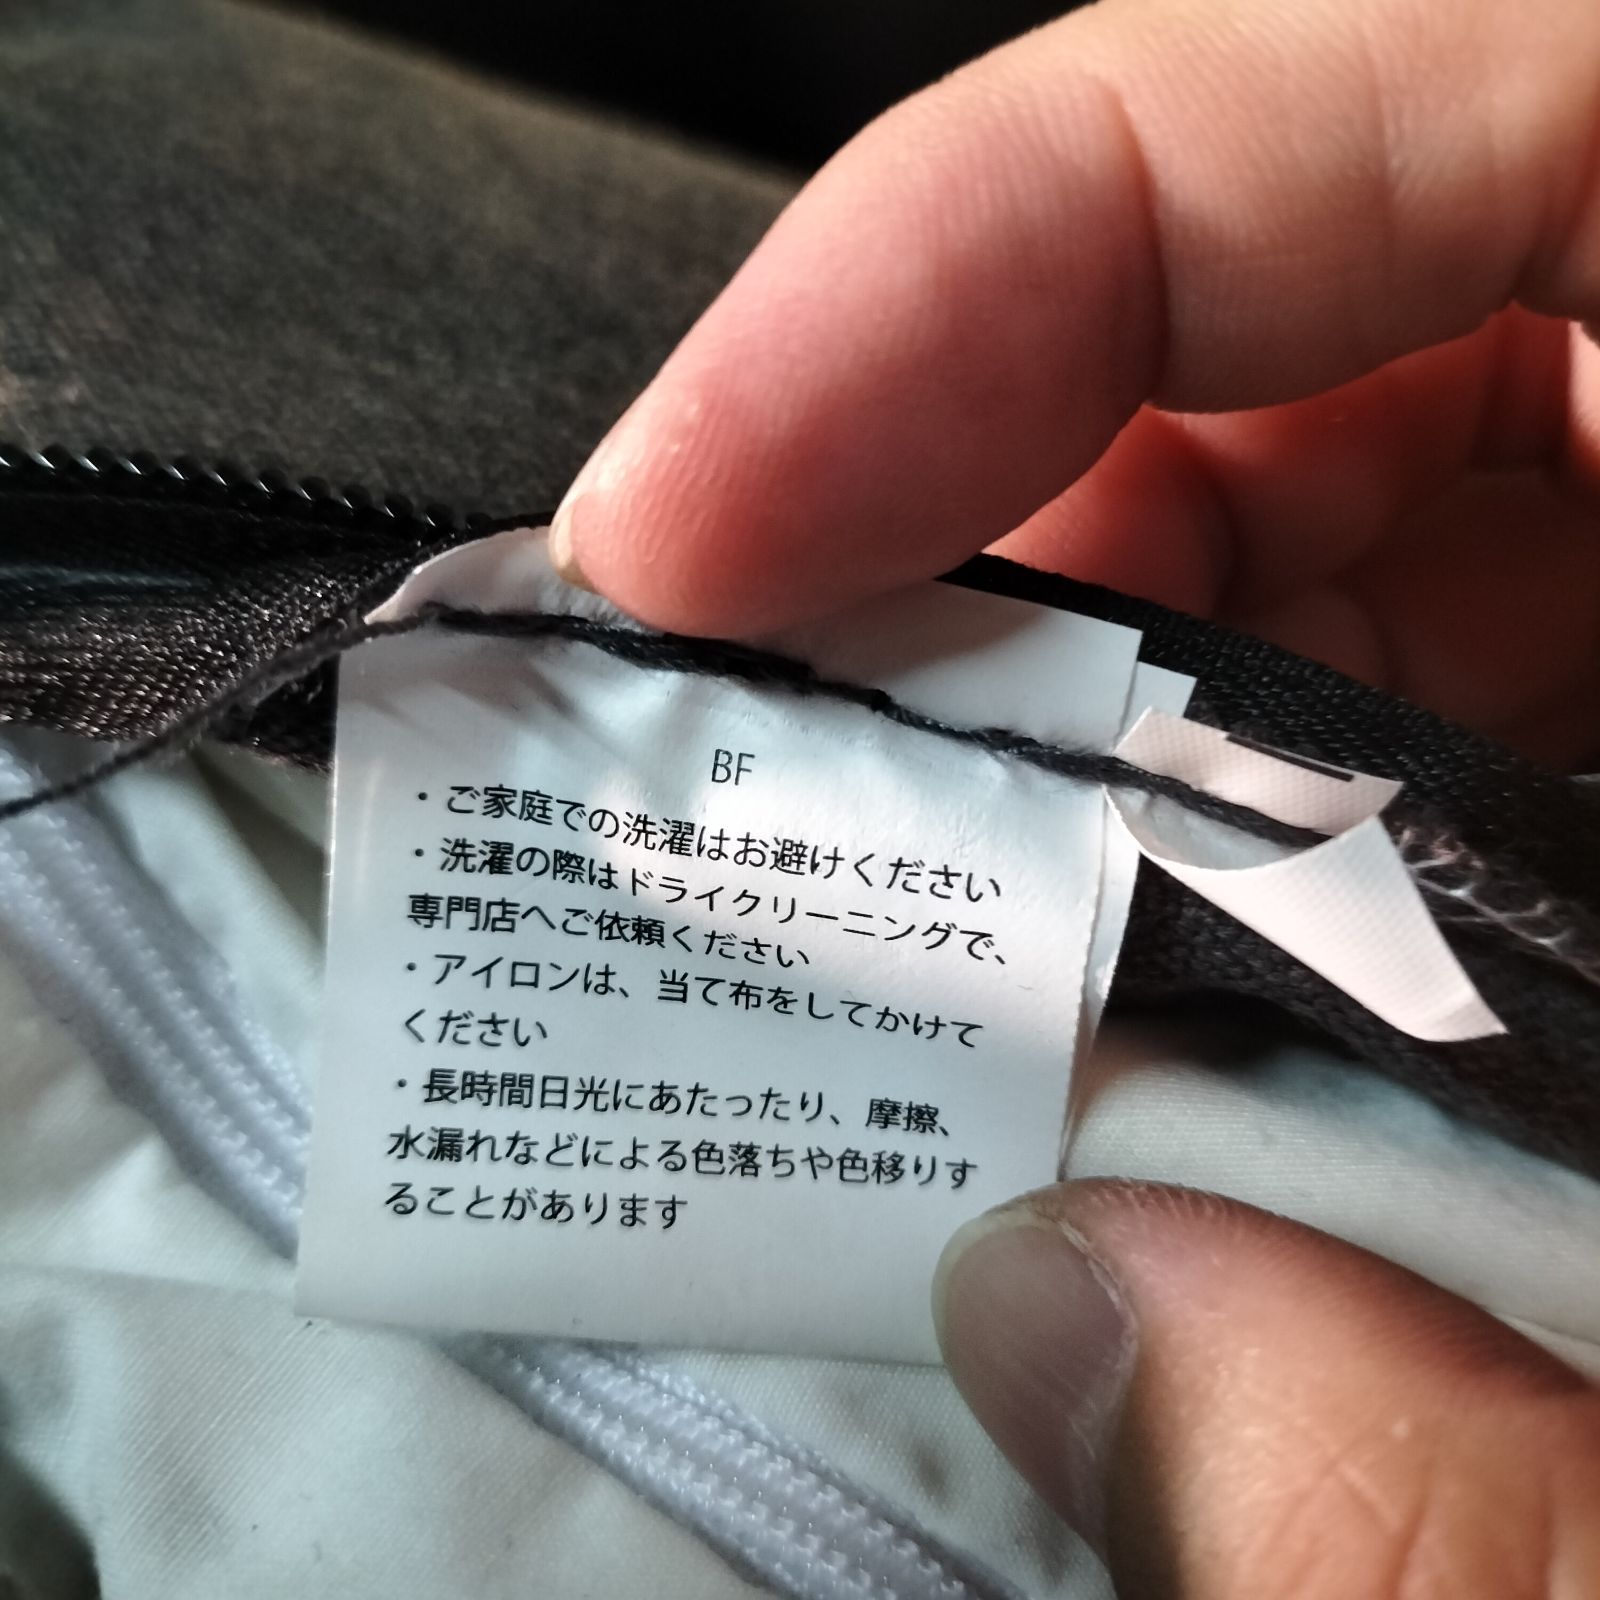 BF
・ご家庭での洗濯はお避けください
・洗濯の際はドライクリーニングで、
専門店へご依頼ください
・アイロンは、当て布をしてかけて
ください
・長時間日光にあたったり、摩擦、
水漏れなどによる色落ちや色移りす
ることがあります